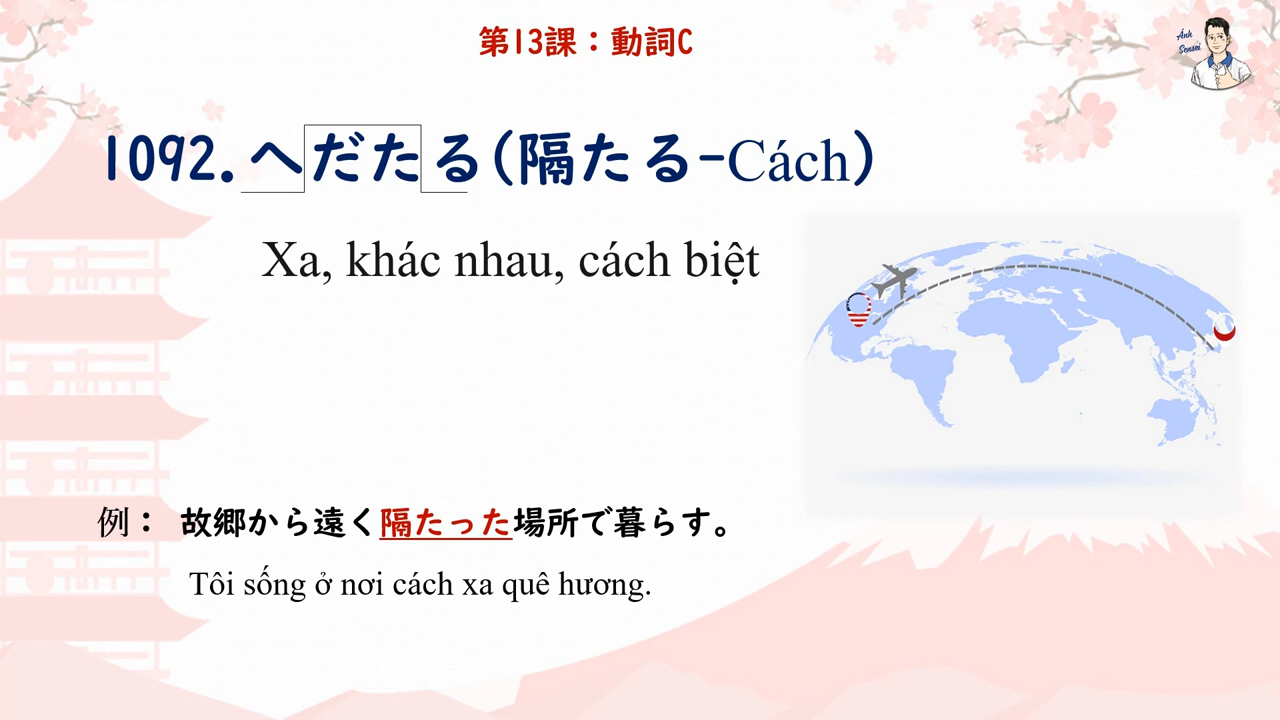 第13課：動詞C
Anh
Sensei
1092.へだたる(隔たる-Cách)
Xa, khác nhau, cách biệt
例： 故郷から遠く隔たった場所で暮らす。
Tôi sống ở nơi cách xa quê hương.